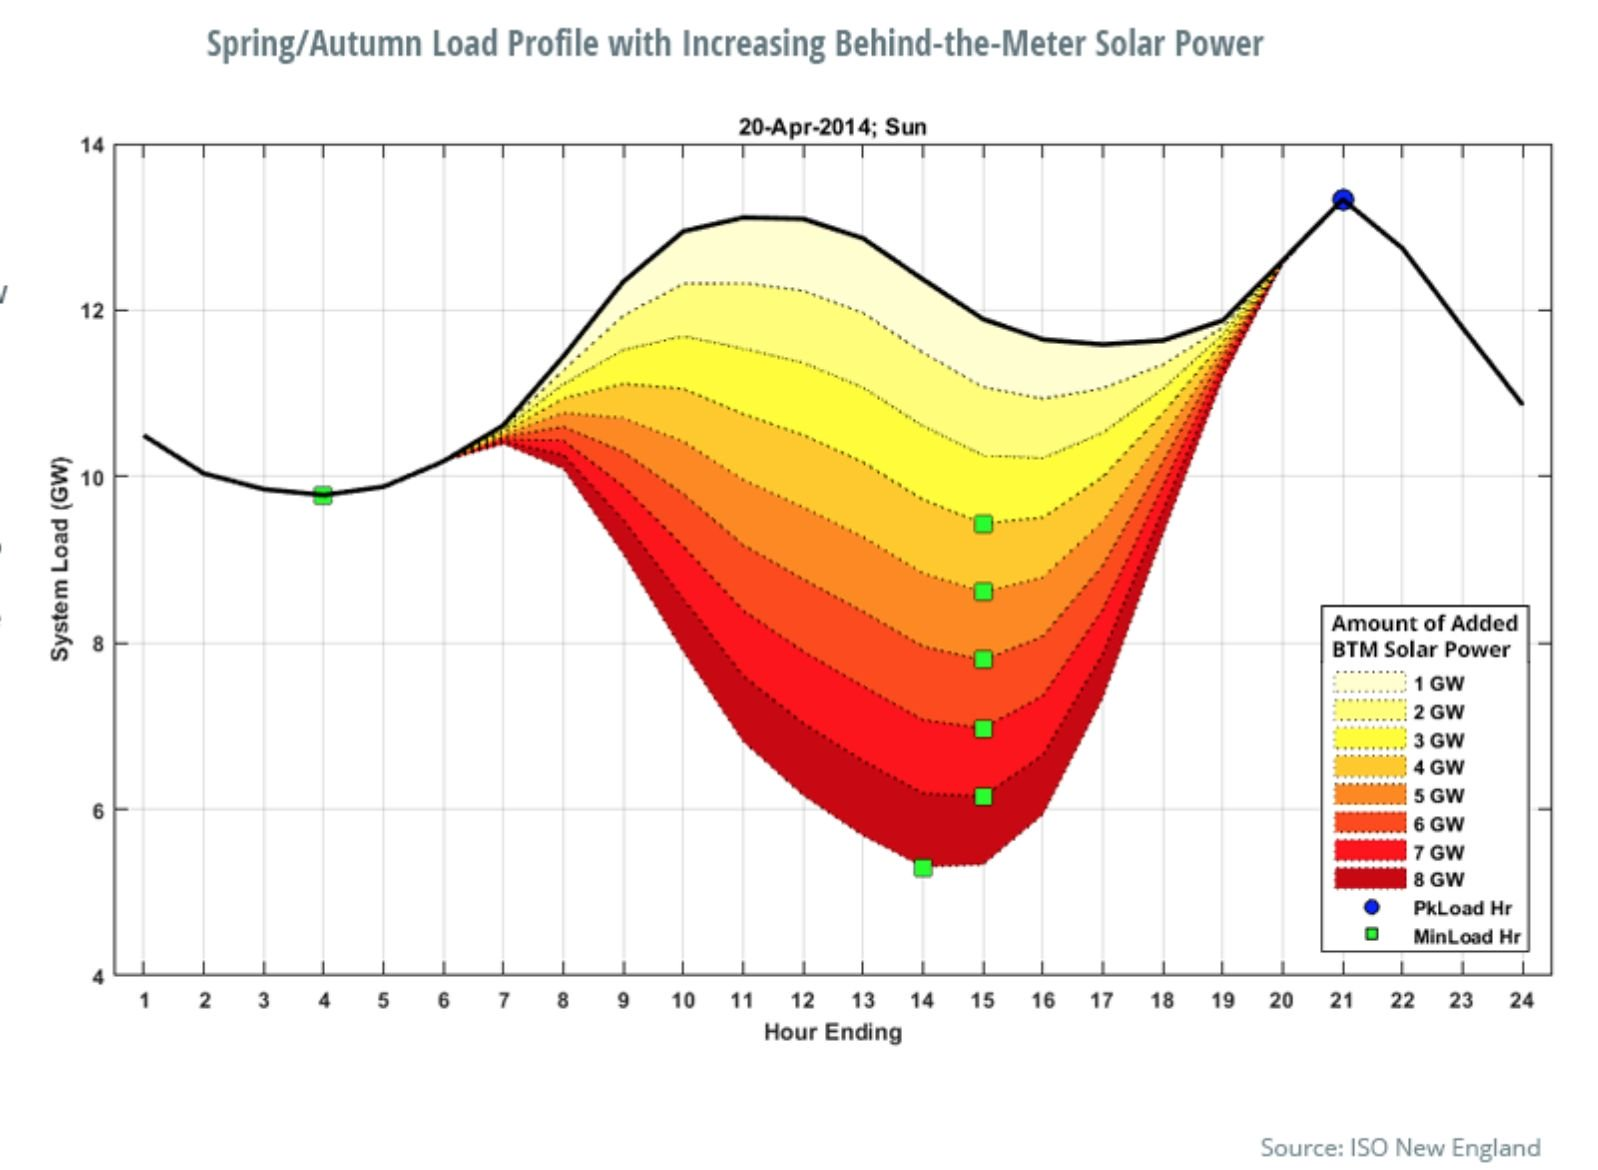 Spring/Autumn Load Profile with Increasing Behind-the-Meter Solar Power
20-Apr-2014; Sun
14
12
10
8
6
4
System Load (GW)
1 2 3 4 5 6 7 8 9 10 11 12 13 14 15 16 17 18 19 20 21 22 23 24
Hour Ending
Amount of Added
BTM Solar Power
1 GW
2 GW
3 GW
4 GW
5 GW
6 GW
7 GW
8 GW
PkLoad Hr
MinLoad Hr
Source: ISO New England